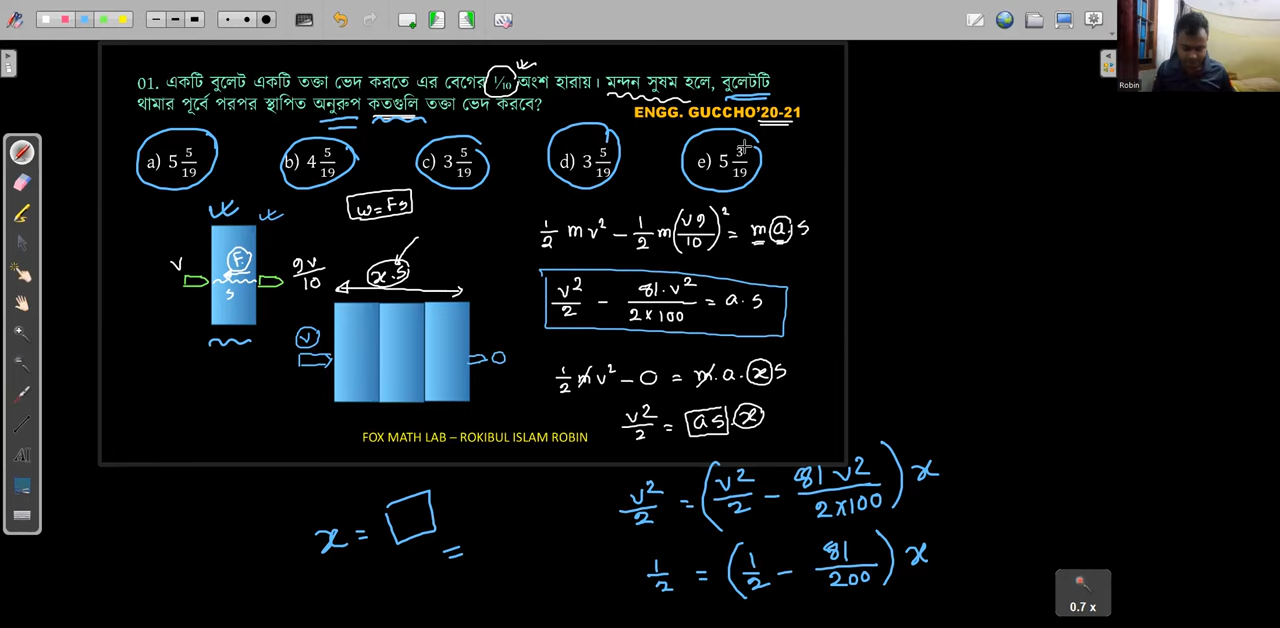 01. একটি বুলেট একটি তক্তা ভেদ করতে এর বেগের 1/10 অংশ হারায়। মন্দন সুষম হলে, বুলেটটি
থামার পূর্বে পরপর স্থাপিত অনুরুপ কতগুলি তক্তা ভেদ করবে?
ENGG. GUCCHO'20-21
a) 5 5/19 b) 4 5/19 c) 3 5/19 d) 3 5/19 e) 5 3/19
w = Fs
1/2 mv² - 1/2 m(v9/10)² = m a. s
v F. s 9v/10
x.s
v²/2 - 81.v²/2×100 = a. s
v 0
1/2 mv² - 0 = m. a. x s
v²/2 = as . x
FOX MATH LAB – ROKIBUL ISLAM ROBIN
v²/2 = (v²/2 - 81v²/2×100) x
x = □
1/2 = (1/2 - 81/200) x
Robin
0.7 x
AI